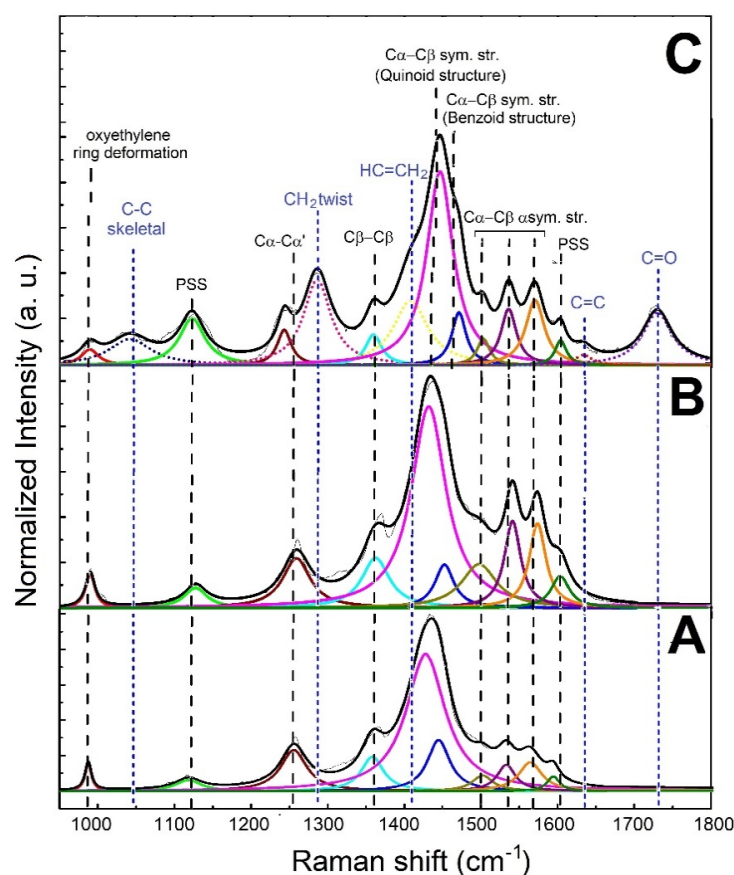 C
Cα–Cβ sym. str.
(Quinoid structure)
Cα–Cβ sym. str.
(Benzoid structure)
oxyethylene
ring deformation
C-C
skeletal
CH2 twist
HC=CH2
Cα–Cβ αsym. str.
PSS
Cα-Cα'
Cβ–Cβ
PSS
C=C
C=O
B
A
Normalized Intensity (a. u.)
1000 1100 1200 1300 1400 1500 1600 1700 1800
Raman shift (cm-1)